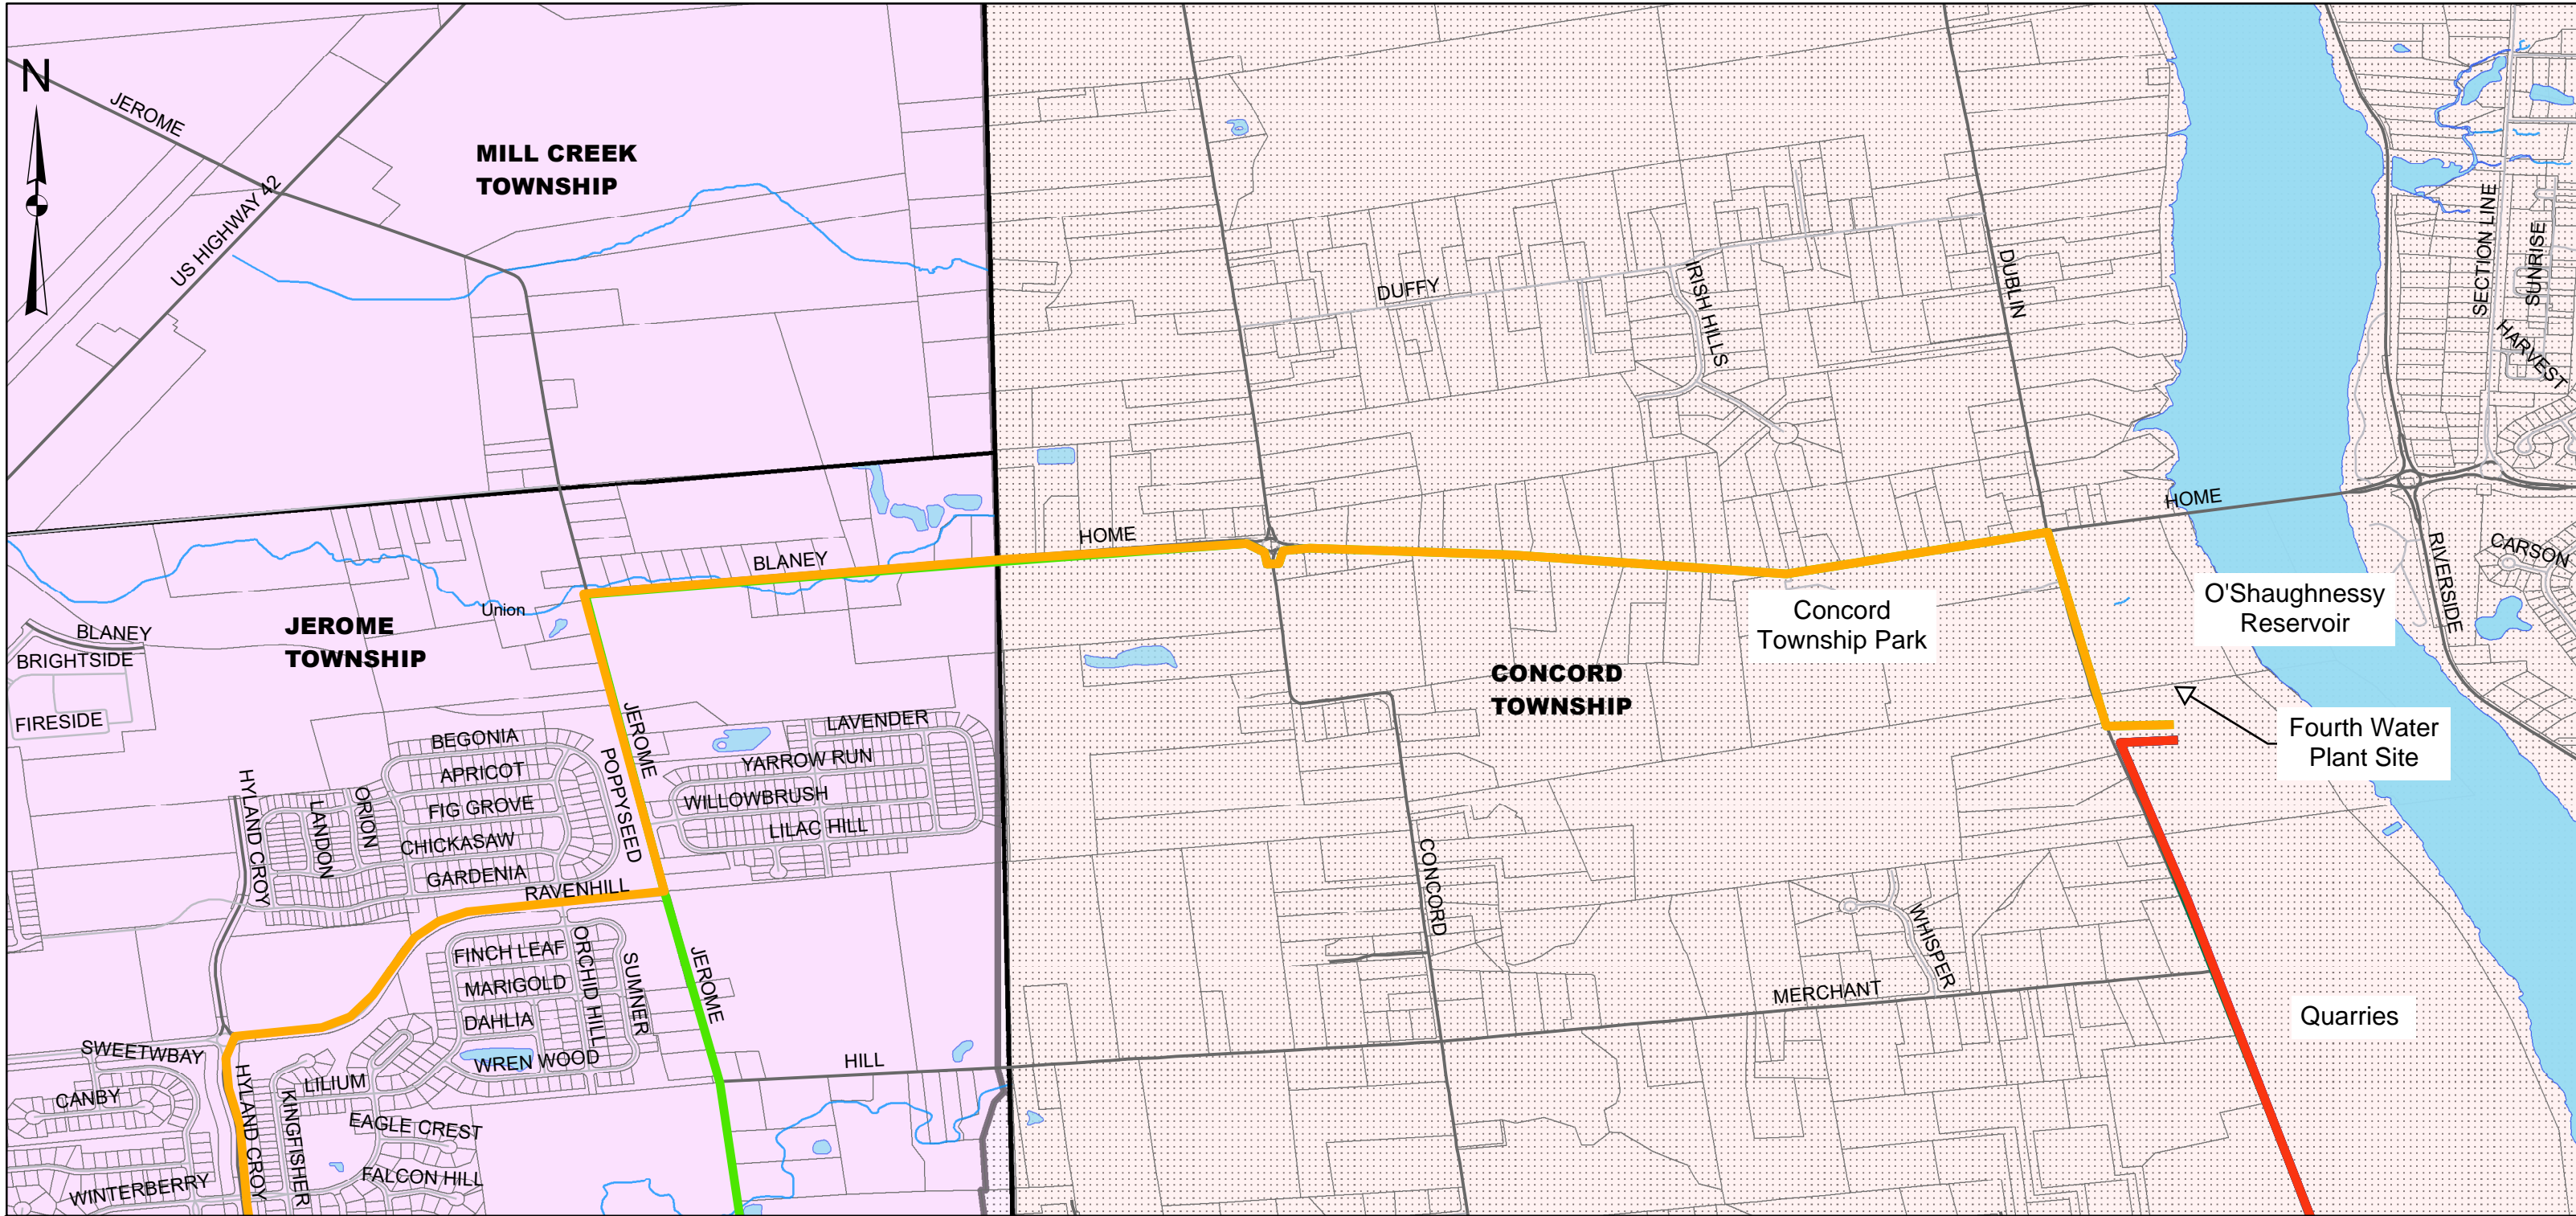 N
JEROME
US HIGHWAY 42
MILL CREEK
TOWNSHIP
DUFFY
IRISH HILLS
DUBLIN
SECTION LINE
SUNRISE
HARVEST
HOME
RIVERSIDE
CARSON
HOME
BLANEY
Union
JEROME
TOWNSHIP
BLANEY
BRIGHTSIDE
FIRESIDE
Concord
Township Park
O'Shaughnessy
Reservoir
CONCORD
TOWNSHIP
Fourth Water
Plant Site
JEROME
POPPYSEED
LAVENDER
YARROW RUN
WILLOWBRUSH
LILAC HILL
BEGONIA
APRICOT
FIG GROVE
CHICKASAW
GARDENIA
RAVENHILL
HYLAND CROY
LANDON
ORION
CONCORD
FINCH LEAF
MARIGOLD
DAHLIA
WREN WOOD
ORCHID HILL
SUMNER
JEROME
WHISPER
MERCHANT
Quarries
HILL
SWEETWBAY
CANBY
WINTERBERRY
HYLAND CROY
LILIUM
KINGFISHER
EAGLE CREST
FALCON HILL